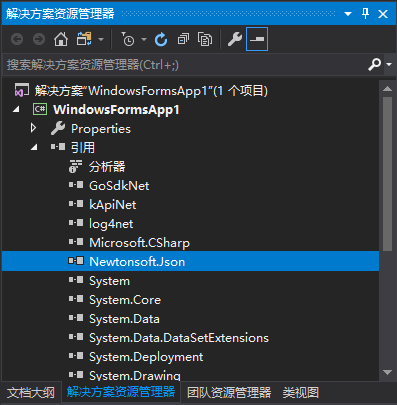 解决方案资源管理器
搜索解决方案资源管理器(Ctrl+;)
解决方案"WindowsFormsApp1"(1 个项目)
C# WindowsFormsApp1
Properties
引用
分析器
GoSdkNet
kApiNet
log4net
Microsoft.CSharp
Newtonsoft.Json
System
System.Core
System.Data
System.Data.DataSetExtensions
System.Deployment
System.Drawing
文档大纲 解决方案资源管理器 团队资源管理器 类视图